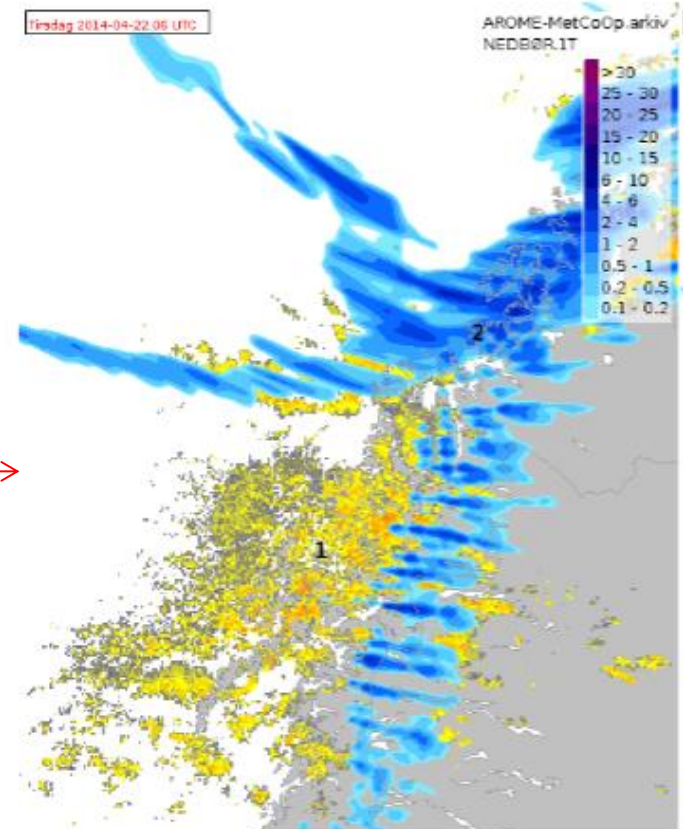 Tirsdag 2014-04-22 06 UTC
AROME-MetCoOp.arkiv
NEDBØR.1T
>30
25 - 30
20 - 25
15 - 20
10 - 15
6 - 10
4 - 6
2 - 4
1 - 2
0.5 - 1
0.2 - 0.5
0.1 - 0.2
2
1